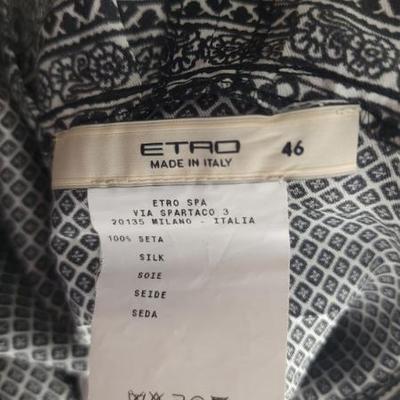 ETRO 46
MADE IN ITALY
ETRO SPA
VIA SPARTACO 3
20135 MILANO - ITALIA
100% SETA
SILK
SOIE
SEIDE
SEDA